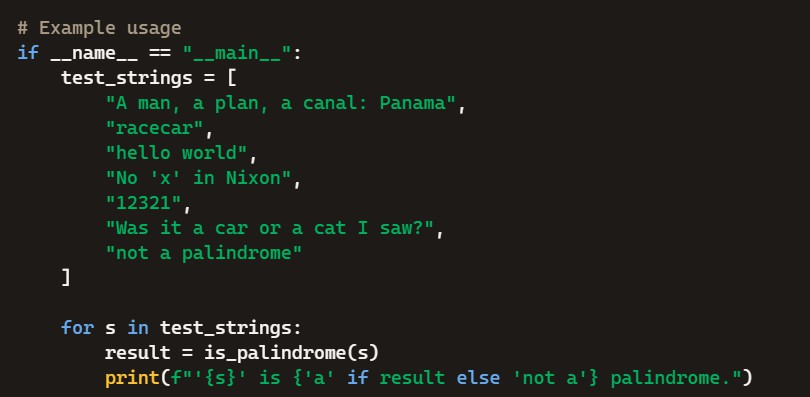 # Example usage
if __name__ == "__main__":
    test_strings = [
        "A man, a plan, a canal: Panama",
        "racecar",
        "hello world",
        "No 'x' in Nixon",
        "12321",
        "Was it a car or a cat I saw?",
        "not a palindrome"
    ]

    for s in test_strings:
        result = is_palindrome(s)
        print(f"'{s}' is {'a' if result else 'not a'} palindrome.")